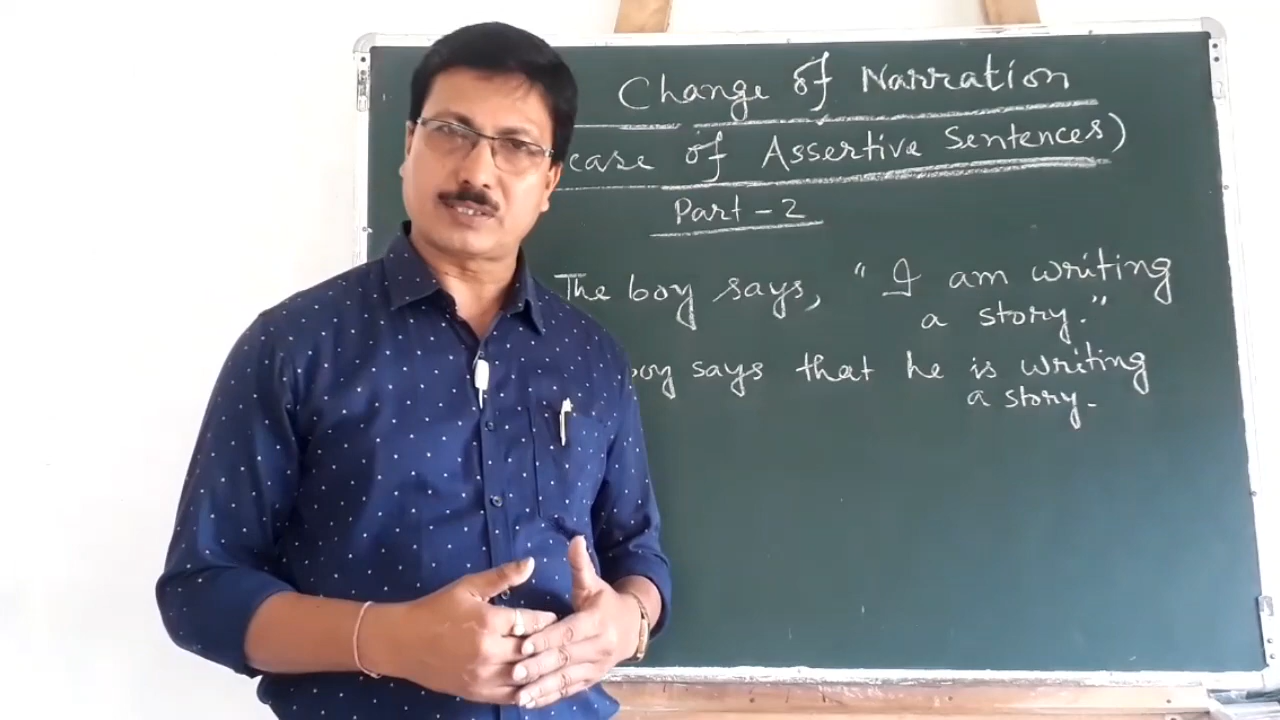 Change of Narration
case of Assertive Sentences)
Part - 2
The boy says, "I am writing
a story."
boy says that he is writing
a story.